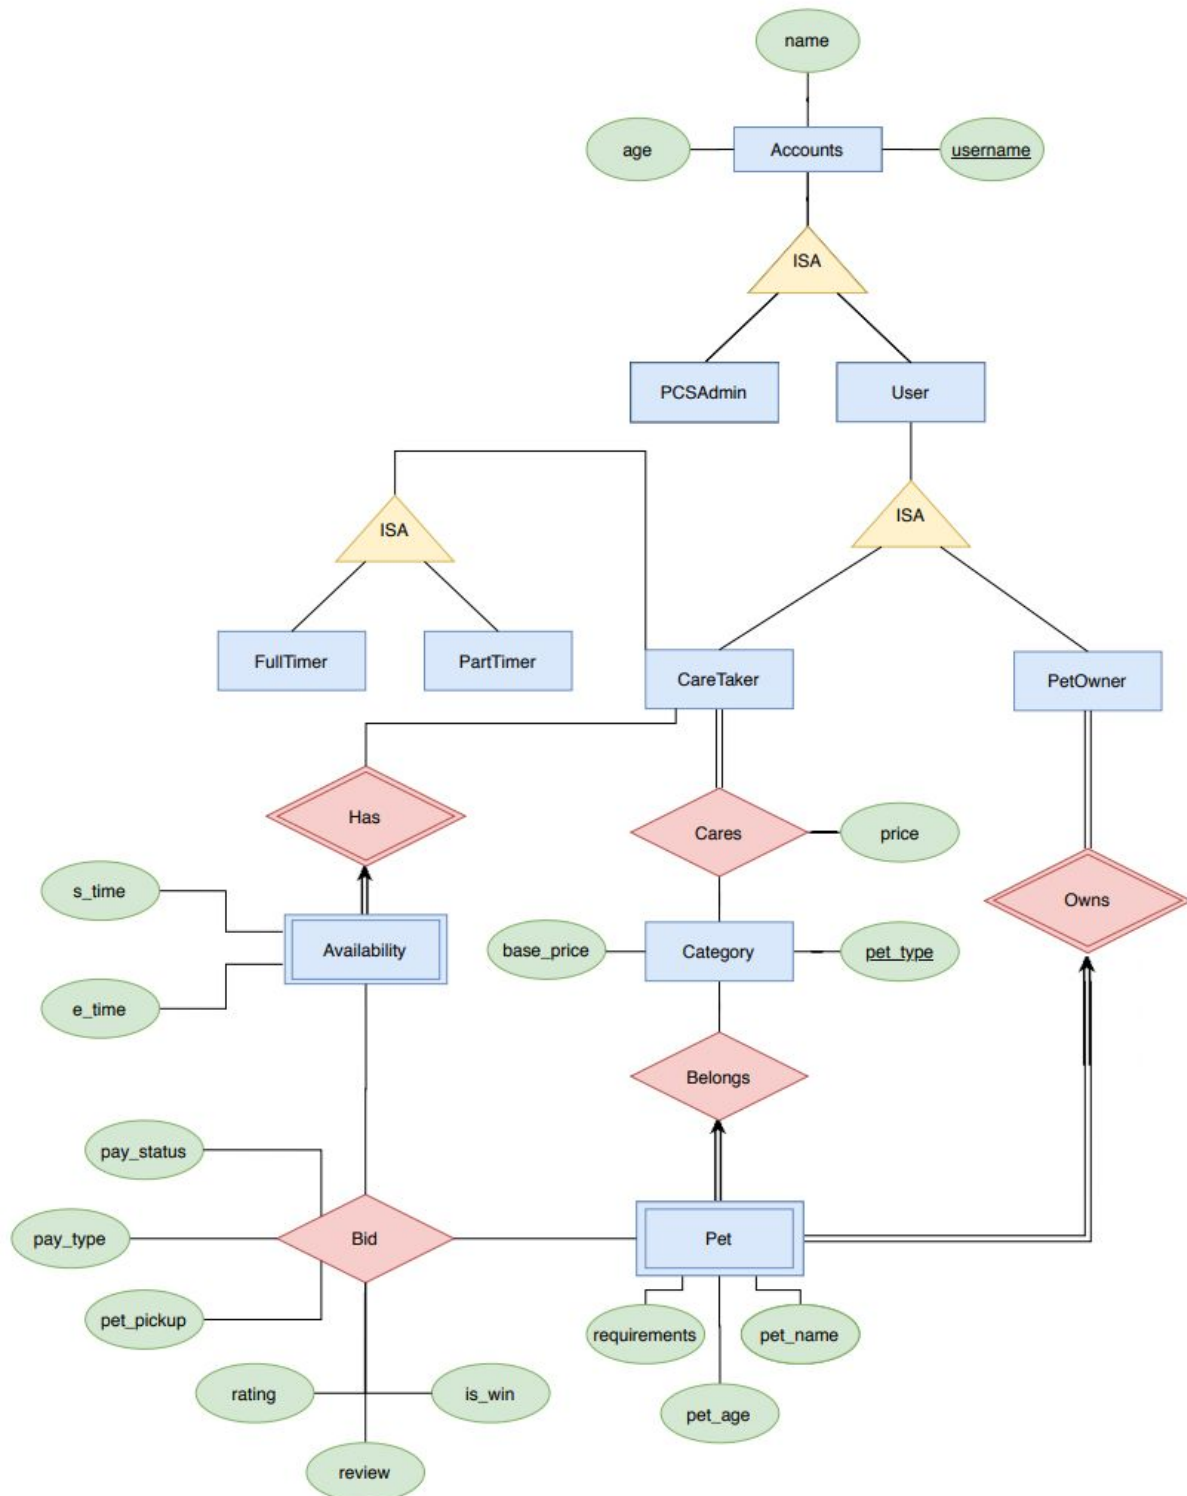 name
age
Accounts
username
ISA
PCSAdmin
User
ISA
ISA
FullTimer
PartTimer
CareTaker
PetOwner
Has
Cares
price
s_time
Owns
Availability
base_price
Category
pet_type
e_time
Belongs
pay_status
pay_type
Bid
Pet
pet_pickup
requirements
pet_name
rating
is_win
pet_age
review